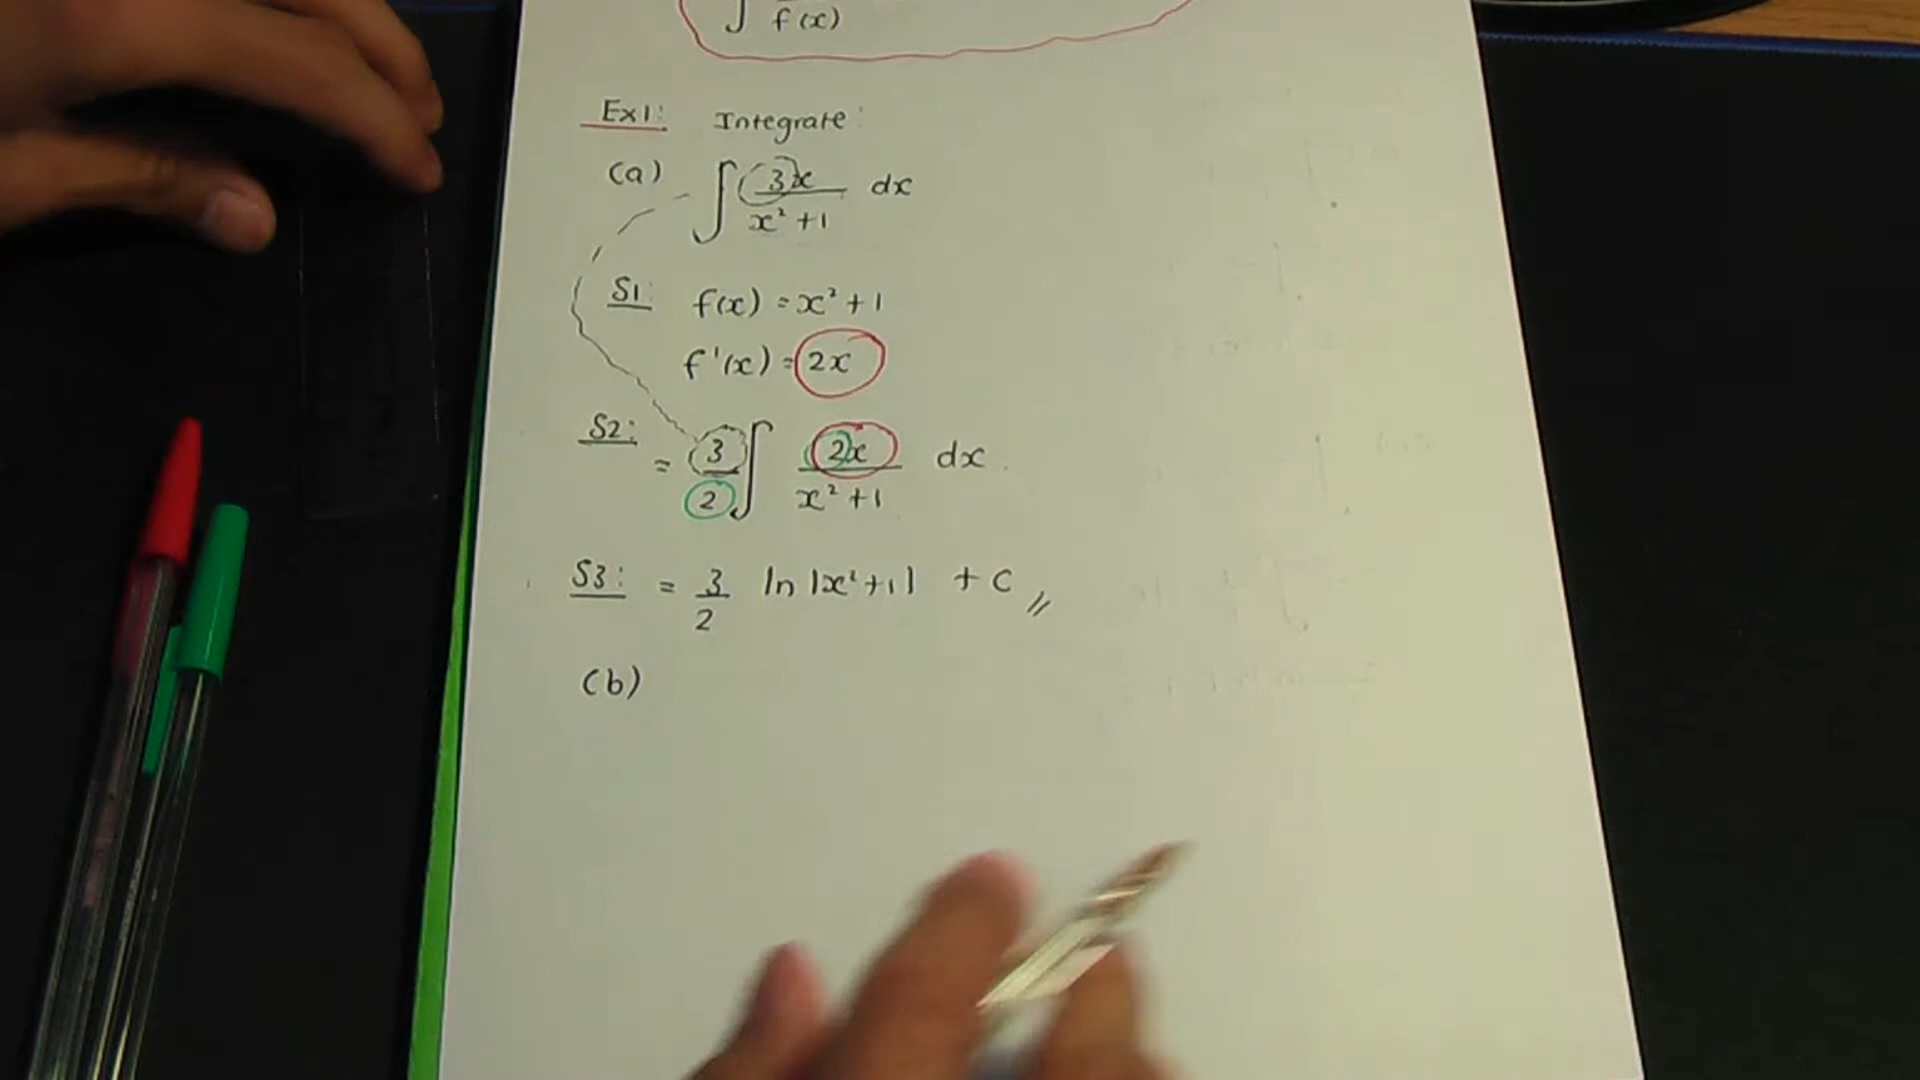 ∫ f(x)
Ex1: Integrate:
(a) ∫ 3x / x² + 1 dx
S1: f(x) = x² + 1
f'(x) = 2x
S2: = 3/2 ∫ 2x / x² + 1 dx
S3: = 3/2 ln |x² + 1| + C //
(b)